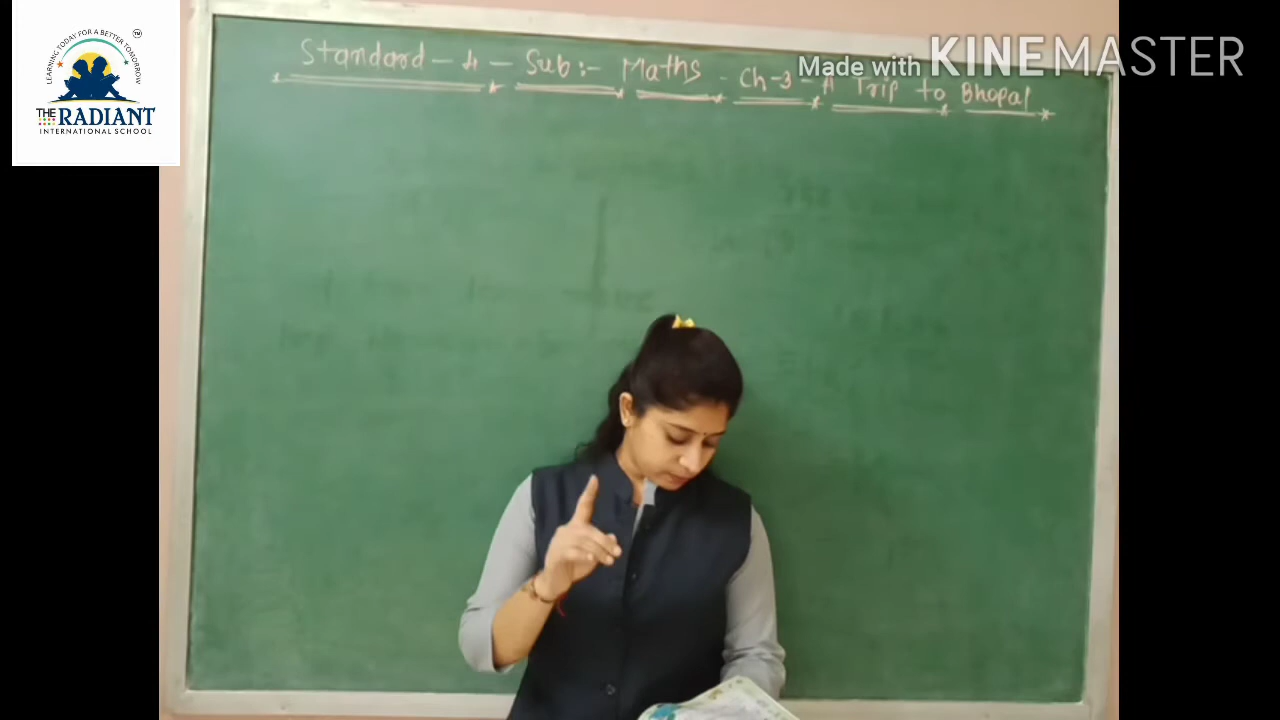 LEARNING TODAY FOR A BETTER TOMORROW
TM
THE RADIANT
INTERNATIONAL SCHOOL
Made with KINEMASTER
Standard - 4 - Sub :- Maths - Ch-3 - A Trip to Bhopal